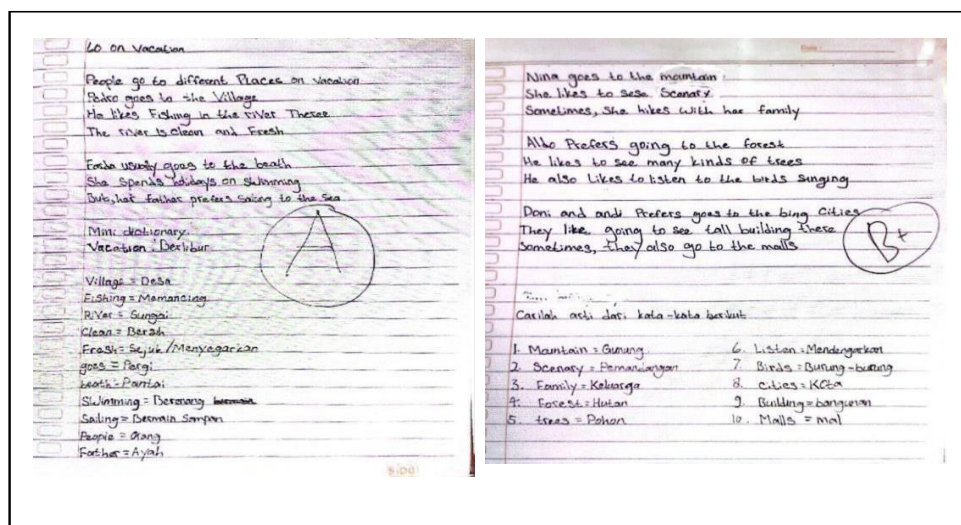 Go on Vacation
People go to different Places on Vacation
Pedro goes to the Village
He likes Fishing in the river Theree
The river is Clean and Fresh
Farda usually goes to the beath
She Spends holidays on Swimming
But, her father prefers Sailing to the Sea
Mini dictionary
Vacation : Berlibur
A
Village = Desa
Fishing = Memancing
River = Sungai
Clean = Bersih
Fresh = Sejuk / Menyegarkan
goes = Pergi
beath = Pantai
Swimming = Berenang
Sailing = Bermain Sampan
People = Orang
Father = Ayah
SIDU
Date :
Nina goes to the mountain
She likes to sese Scenary
Sometimes, She hikes with her family
Aldo Prefers going to the forest
He likes to see many kinds of trees
He also Likes to listen to the birds Singing
Doni and andi Prefers goes to the bing Cities
They like going to see tall building there
Sometimes, they also go to the malls
B+
Carilah arti dari kata-kata berikut
1. Mountain = Gunung
2. Scenary = Pemandangan
3. Family = Keluarga
4. Forest = Hutan
5. trees = Pohon
6. Listen = Mendengarkan
7. Birds = Burung-burung
8. Cities = Kota
9. Building = bangunan
10. Malls = mal